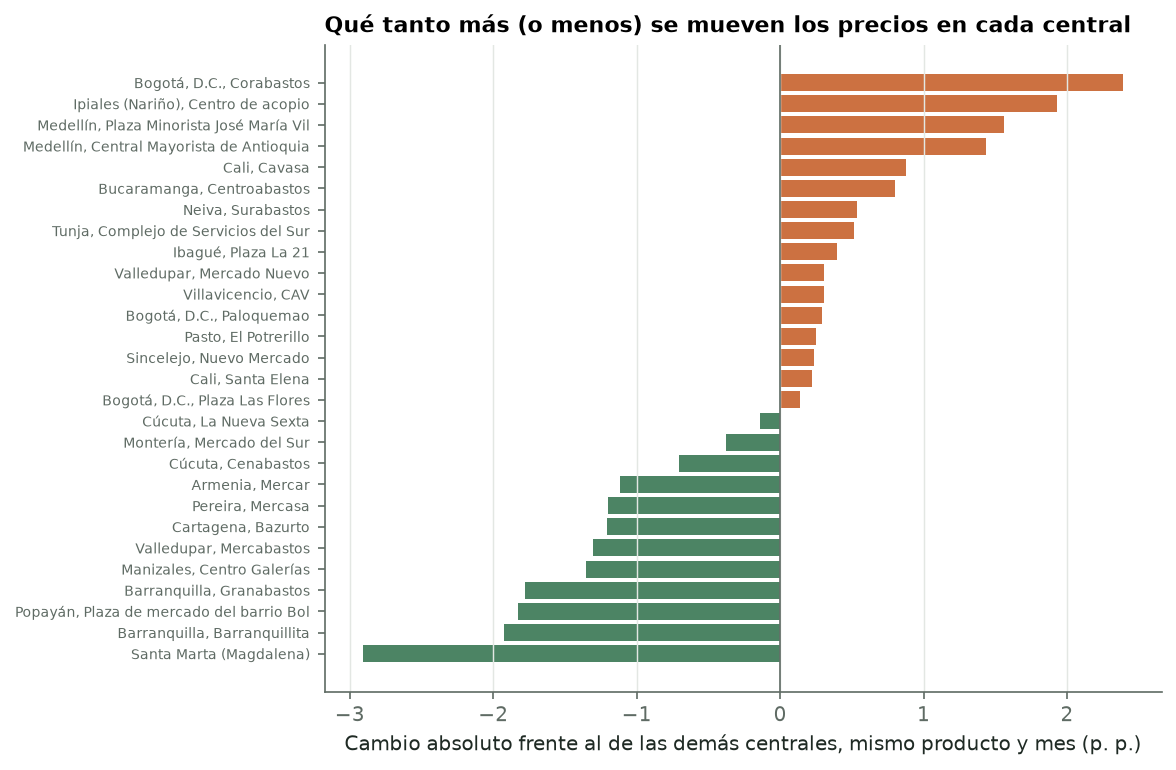 Qué tanto más (o menos) se mueven los precios en cada central
Bogotá, D.C., Corabastos
Ipiales (Nariño), Centro de acopio
Medellín, Plaza Minorista José María Vil
Medellín, Central Mayorista de Antioquia
Cali, Cavasa
Bucaramanga, Centroabastos
Neiva, Surabastos
Tunja, Complejo de Servicios del Sur
Ibagué, Plaza La 21
Valledupar, Mercado Nuevo
Villavicencio, CAV
Bogotá, D.C., Paloquemao
Pasto, El Potrerillo
Sincelejo, Nuevo Mercado
Cali, Santa Elena
Bogotá, D.C., Plaza Las Flores
Cúcuta, La Nueva Sexta
Montería, Mercado del Sur
Cúcuta, Cenabastos
Armenia, Mercar
Pereira, Mercasa
Cartagena, Bazurto
Valledupar, Mercabastos
Manizales, Centro Galerías
Barranquilla, Granabastos
Popayán, Plaza de mercado del barrio Bol
Barranquilla, Barranquillita
Santa Marta (Magdalena)
−3 −2 −1 0 1 2
Cambio absoluto frente al de las demás centrales, mismo producto y mes (p. p.)